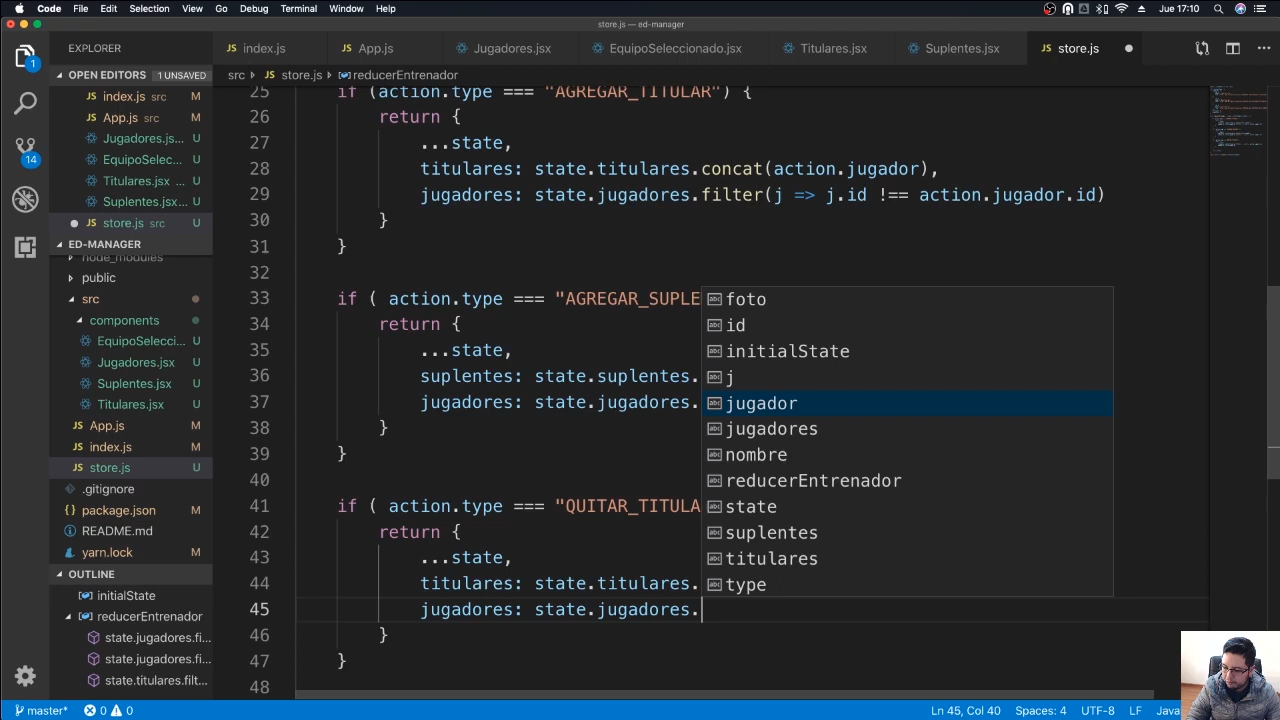 Code File Edit Selection View Go Debug Terminal Window Help Jue 17:10
store.js — ed-manager
EXPLORER
index.js App.js Jugadores.jsx EquipoSeleccionado.jsx Titulares.jsx Suplentes.jsx store.js
OPEN EDITORS 1 UNSAVED
src store.js reducerEntrenador
index.js src M
App.js src M
Jugadores.js... U
EquipoSelec... U
Titulares.jsx ... U
Suplentes.jsx... U
store.js src U
ED-MANAGER
node_modules
public
src
components
EquipoSelecci... U
Jugadores.jsx U
Suplentes.jsx U
Titulares.jsx U
App.js M
index.js M
store.js U
.gitignore
package.json M
README.md
yarn.lock M
OUTLINE
initialState
reducerEntrenador
state.jugadores.fi...
state.jugadores.fi...
state.titulares.filt...
1
14
25 if (action.type === "AGREGAR_TITULAR") {
26 return {
27 ...state,
28 titulares: state.titulares.concat(action.jugador),
29 jugadores: state.jugadores.filter(j => j.id !== action.jugador.id)
30 }
31 }
32
33 if ( action.type === "AGREGAR_SUPLE
34 return {
35 ...state,
36 suplentes: state.suplentes.
37 jugadores: state.jugadores.
38 }
39 }
40
41 if ( action.type === "QUITAR_TITULA
42 return {
43 ...state,
44 titulares: state.titulares.
45 jugadores: state.jugadores.
46 }
47 }
48
foto
id
initialState
j
jugador
jugadores
nombre
reducerEntrenador
state
suplentes
titulares
type
master* 0 0 Ln 45, Col 40 Spaces: 4 UTF-8 LF